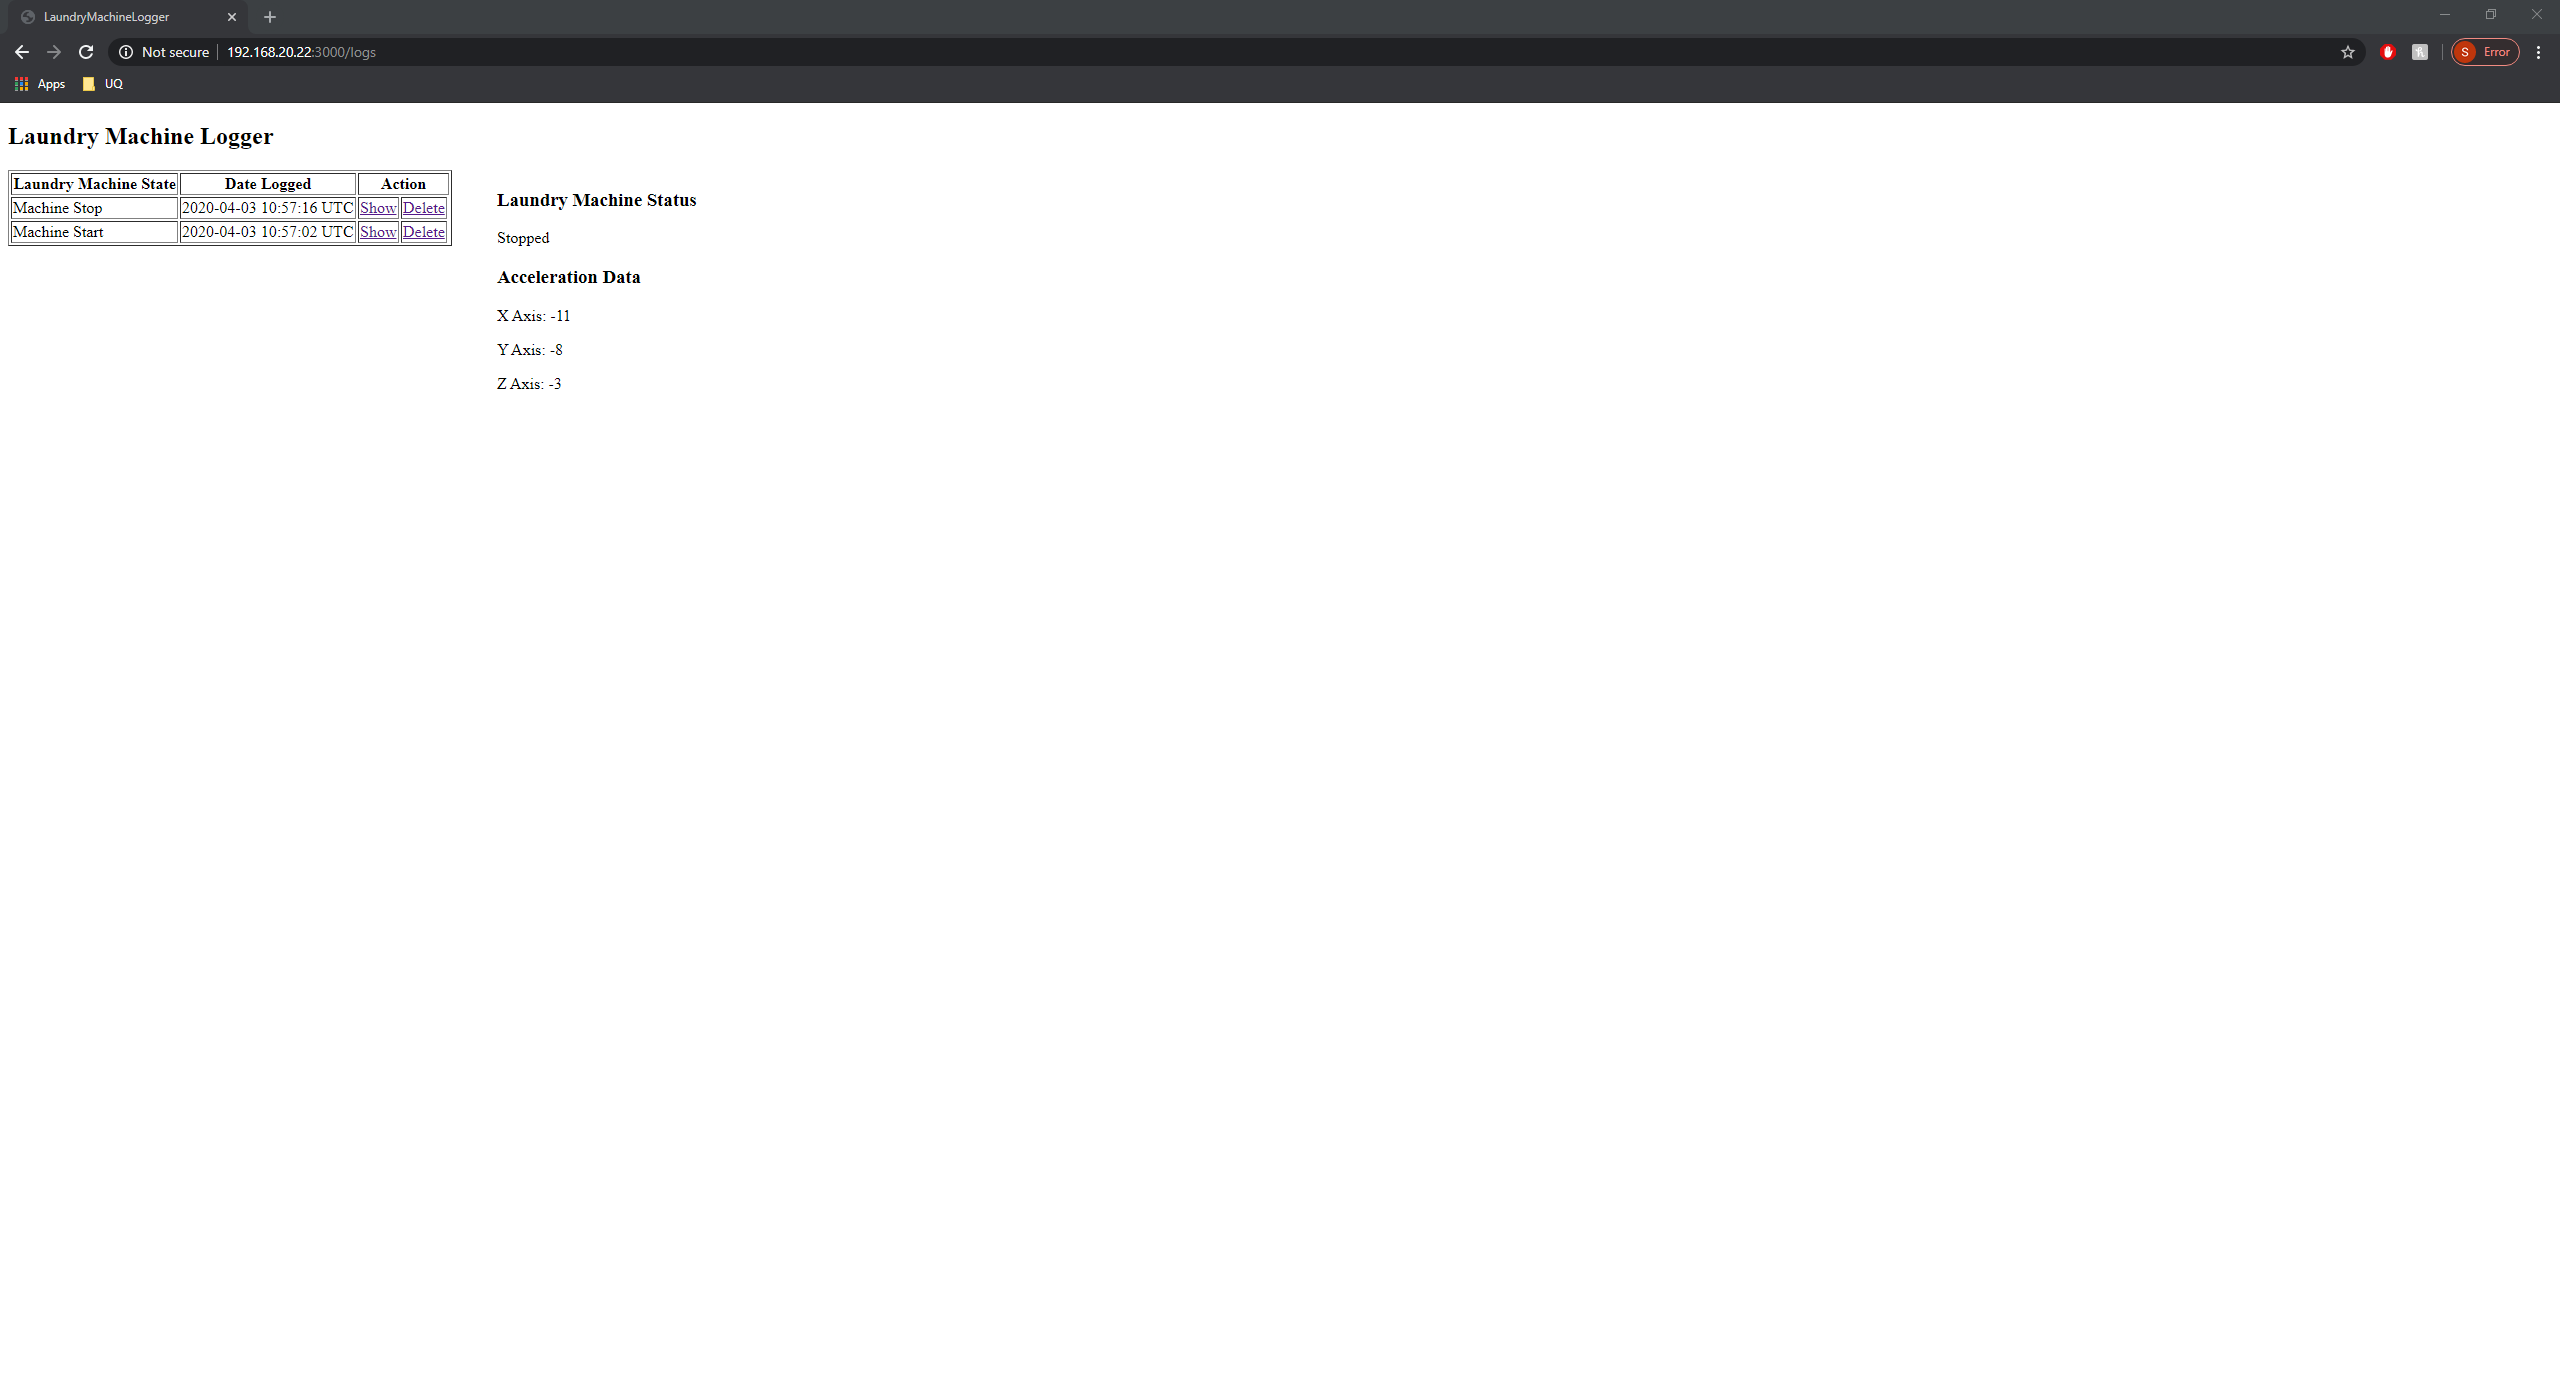 LaundryMachineLogger
Not secure 192.168.20.22:3000/logs
S Error
Apps UQ
Laundry Machine Logger
Laundry Machine State Date Logged Action
Machine Stop 2020-04-03 10:57:16 UTC Show Delete
Machine Start 2020-04-03 10:57:02 UTC Show Delete
Laundry Machine Status
Stopped
Acceleration Data
X Axis: -11
Y Axis: -8
Z Axis: -3